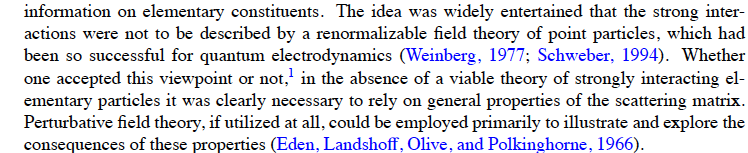 information on elementary constituents. The idea was widely entertained that the strong inter-
actions were not to be described by a renormalizable field theory of point particles, which had
been so successful for quantum electrodynamics (Weinberg, 1977; Schweber, 1994). Whether
one accepted this viewpoint or not,1 in the absence of a viable theory of strongly interacting el-
ementary particles it was clearly necessary to rely on general properties of the scattering matrix.
Perturbative field theory, if utilized at all, could be employed primarily to illustrate and explore the
consequences of these properties (Eden, Landshoff, Olive, and Polkinghorne, 1966).